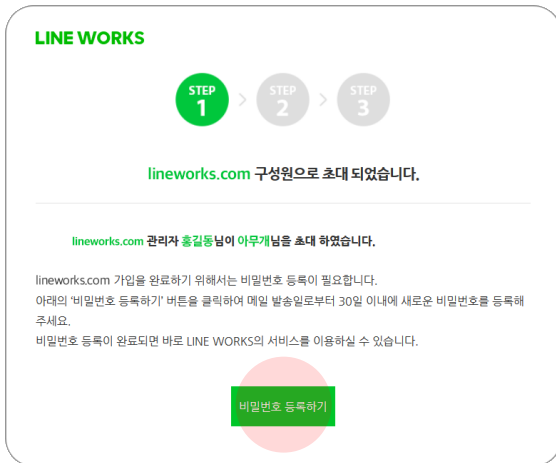 LINE WORKS
STEP
1
STEP
2
STEP
3
lineworks.com 구성원으로 초대 되었습니다.
lineworks.com 관리자 홍길동님이 아무개님을 초대 하였습니다.
lineworks.com 가입을 완료하기 위해서는 비밀번호 등록이 필요합니다.
아래의 ‘비밀번호 등록하기’ 버튼을 클릭하여 메일 발송일로부터 30일 이내에 새로운 비밀번호를 등록해
주세요.
비밀번호 등록이 완료되면 바로 LINE WORKS의 서비스를 이용하실 수 있습니다.
비밀번호 등록하기